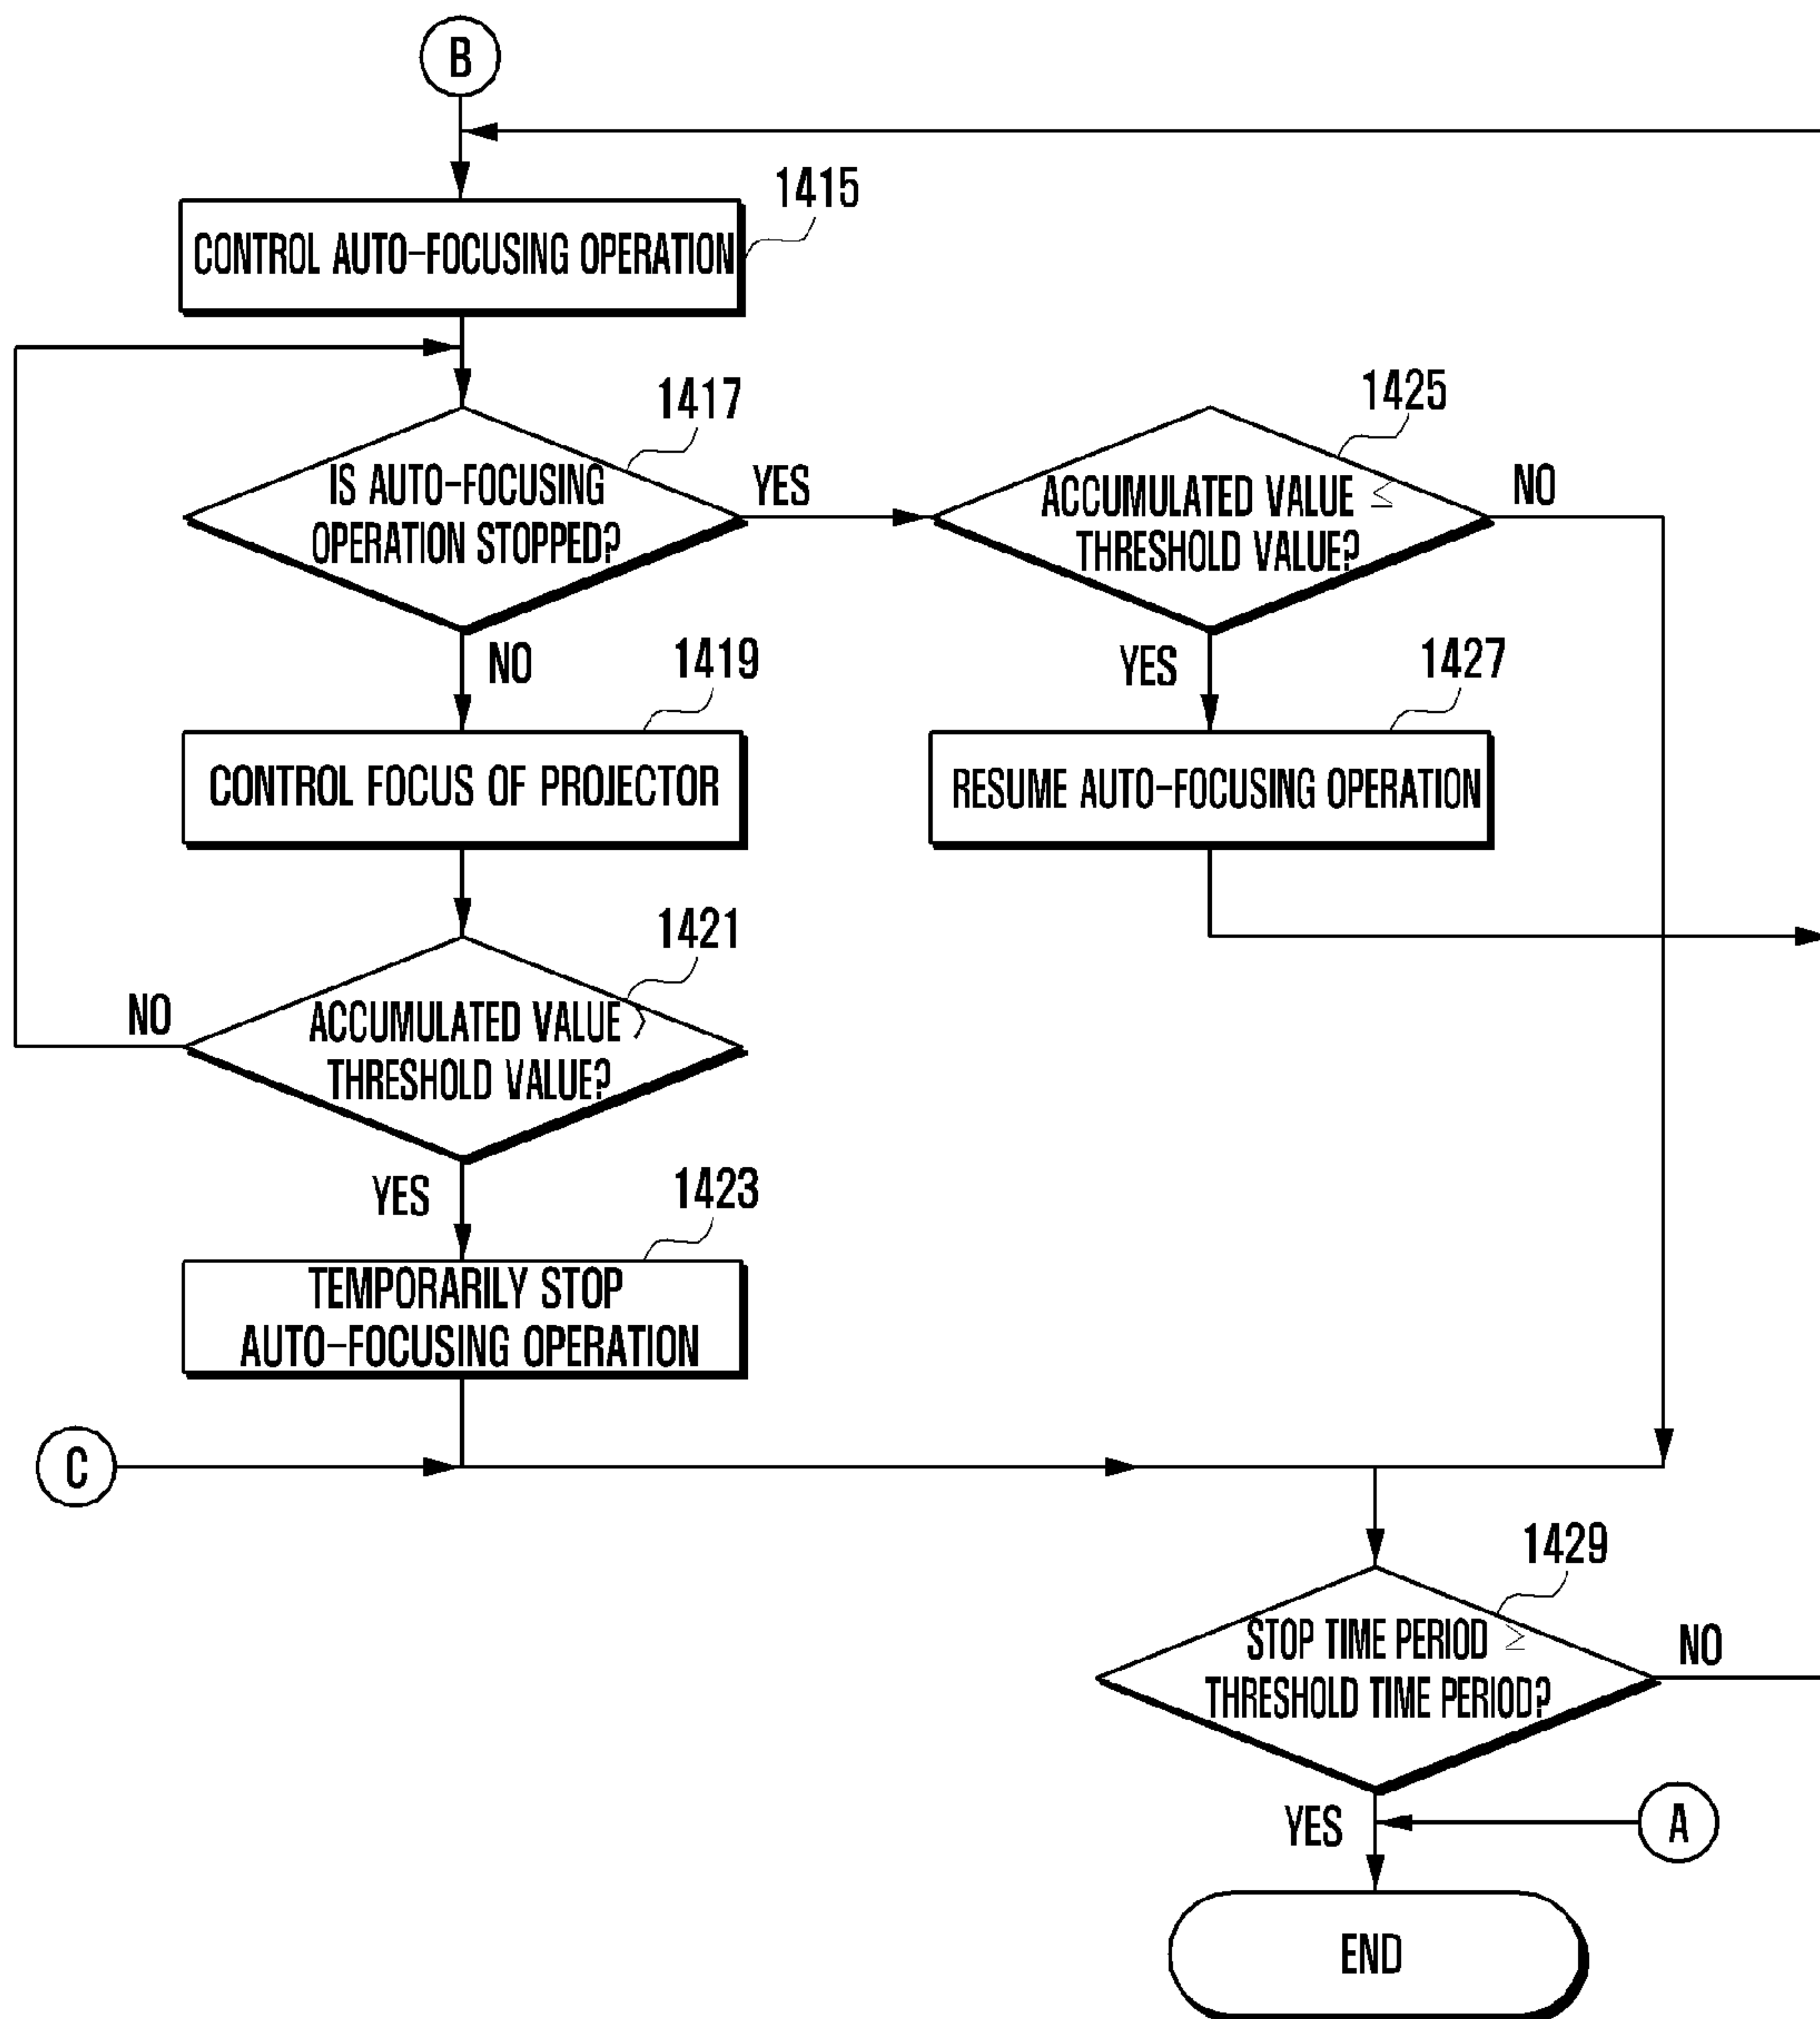 B
1415
CONTROL AUTO-FOCUSING OPERATION
1417
IS AUTO-FOCUSING
OPERATION STOPPED?
YES
1425
ACCUMULATED VALUE ≤
THRESHOLD VALUE?
NO
NO
1419
CONTROL FOCUS OF PROJECTOR
YES
1427
RESUME AUTO-FOCUSING OPERATION
1421
NO
ACCUMULATED VALUE >
THRESHOLD VALUE?
YES
1423
TEMPORARILY STOP
AUTO-FOCUSING OPERATION
C
1429
STOP TIME PERIOD ≥
THRESHOLD TIME PERIOD?
NO
YES
A
END